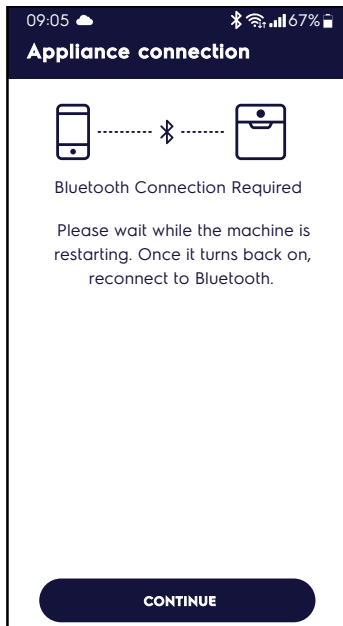 09:05 67%
Appliance connection
Bluetooth Connection Required
Please wait while the machine is
restarting. Once it turns back on,
reconnect to Bluetooth.
CONTINUE